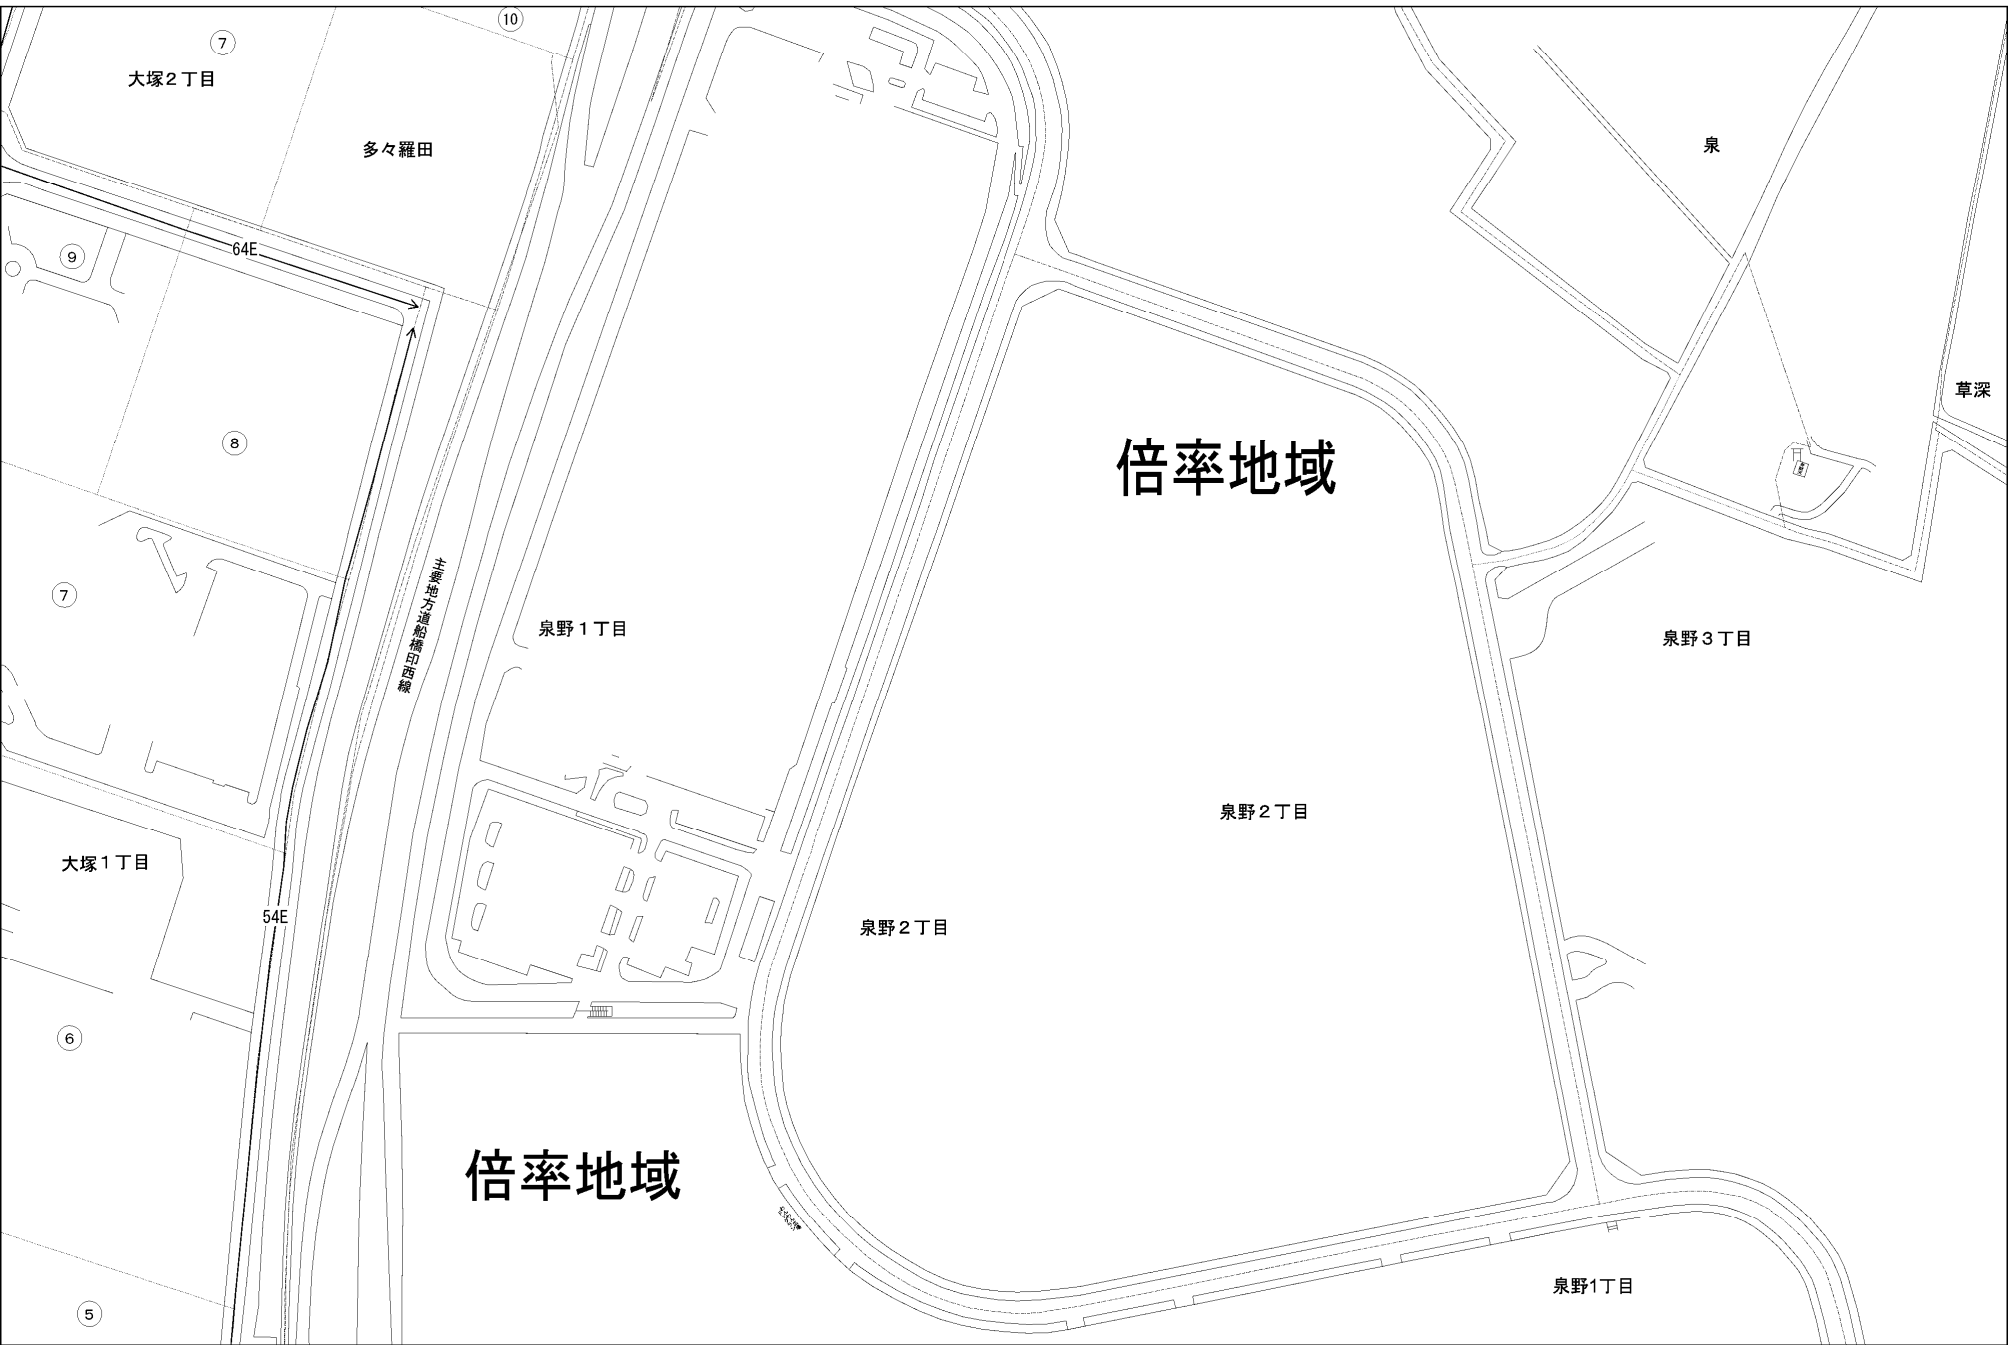 ⑩
⑦
大塚２丁目
多々羅田
泉
64E
⑨
草深
⑧
倍率地域
主要地方道船橋印西線
⑦
泉野１丁目
泉野３丁目
泉野２丁目
大塚１丁目
54E
泉野２丁目
⑥
倍率地域
泉野1丁目
⑤